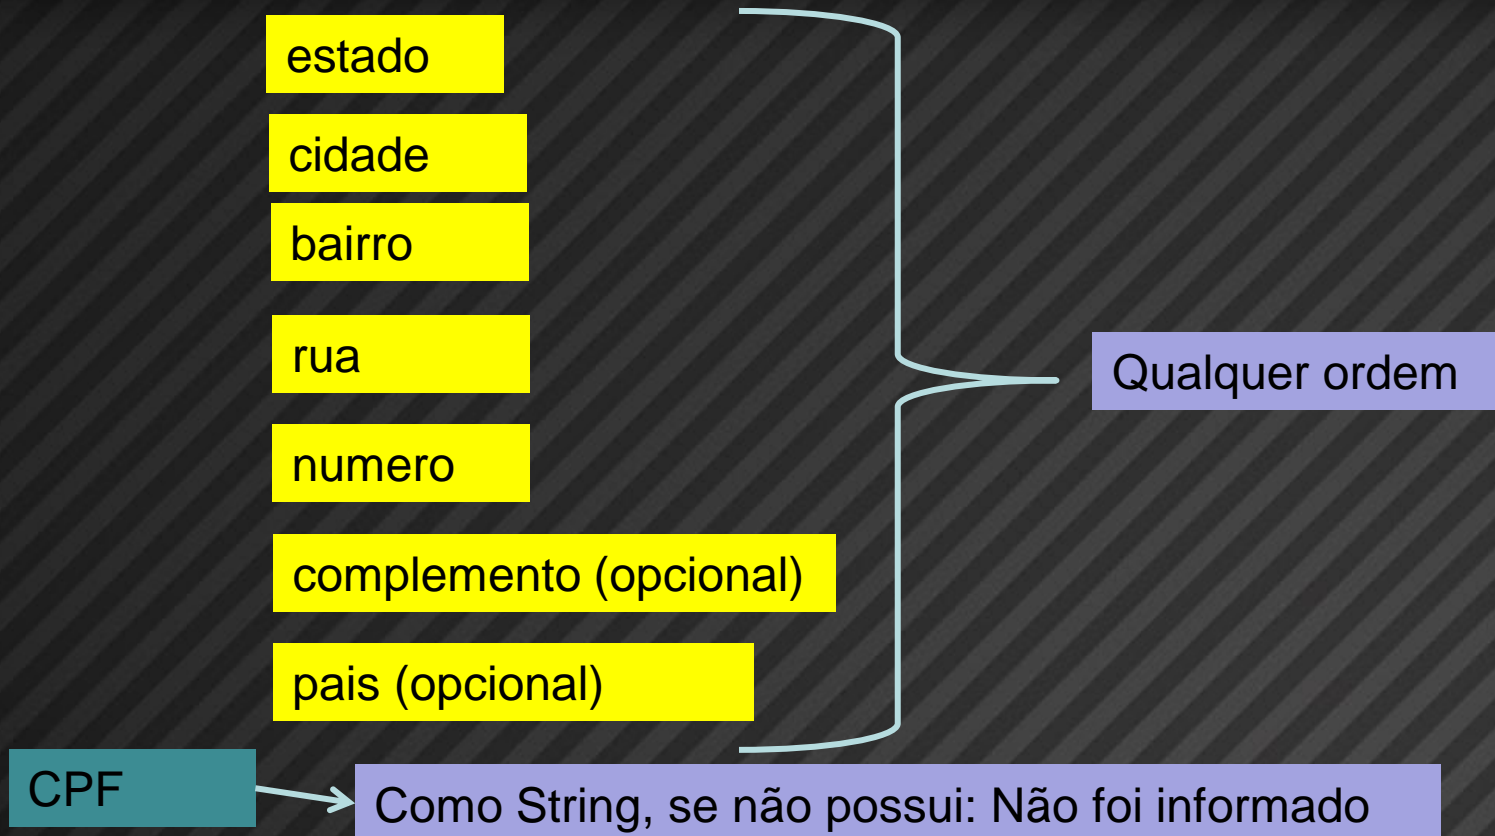 estado
cidade
bairro
rua
Qualquer ordem
numero
complemento (opcional)
pais (opcional)
CPF
Como String, se não possui: Não foi informado